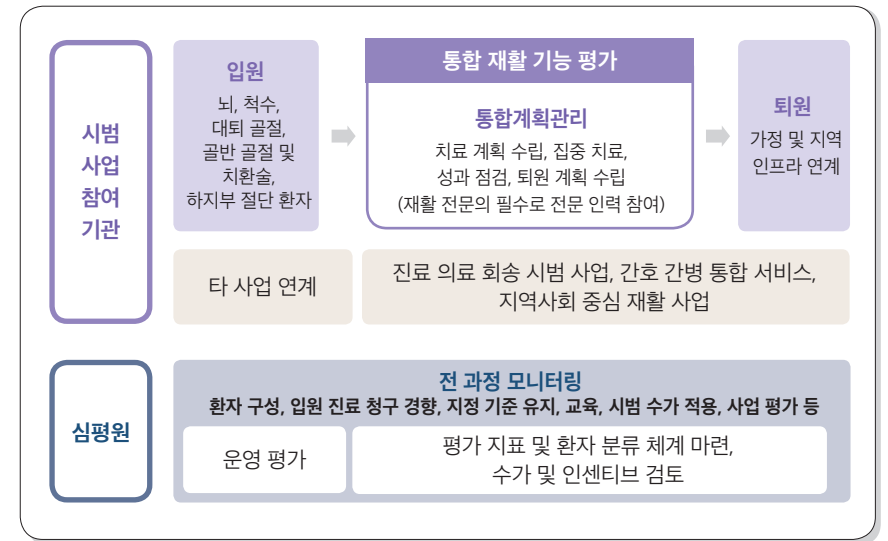 시범
사업
참여
기관
입원
뇌, 척수,
대퇴 골절,
골반 골절 및
치환술,
하지부 절단 환자
통합 재활 기능 평가
통합계획관리
치료 계획 수립, 집중 치료,
성과 점검, 퇴원 계획 수립
(재활 전문의 필수로 전문 인력 참여)
퇴원
가정 및 지역
인프라 연계
타 사업 연계
진료 의료 회송 시범 사업, 간호 간병 통합 서비스,
지역사회 중심 재활 사업
심평원
전 과정 모니터링
환자 구성, 입원 진료 청구 경향, 지정 기준 유지, 교육, 시범 수가 적용, 사업 평가 등
운영 평가
평가 지표 및 환자 분류 체계 마련,
수가 및 인센티브 검토